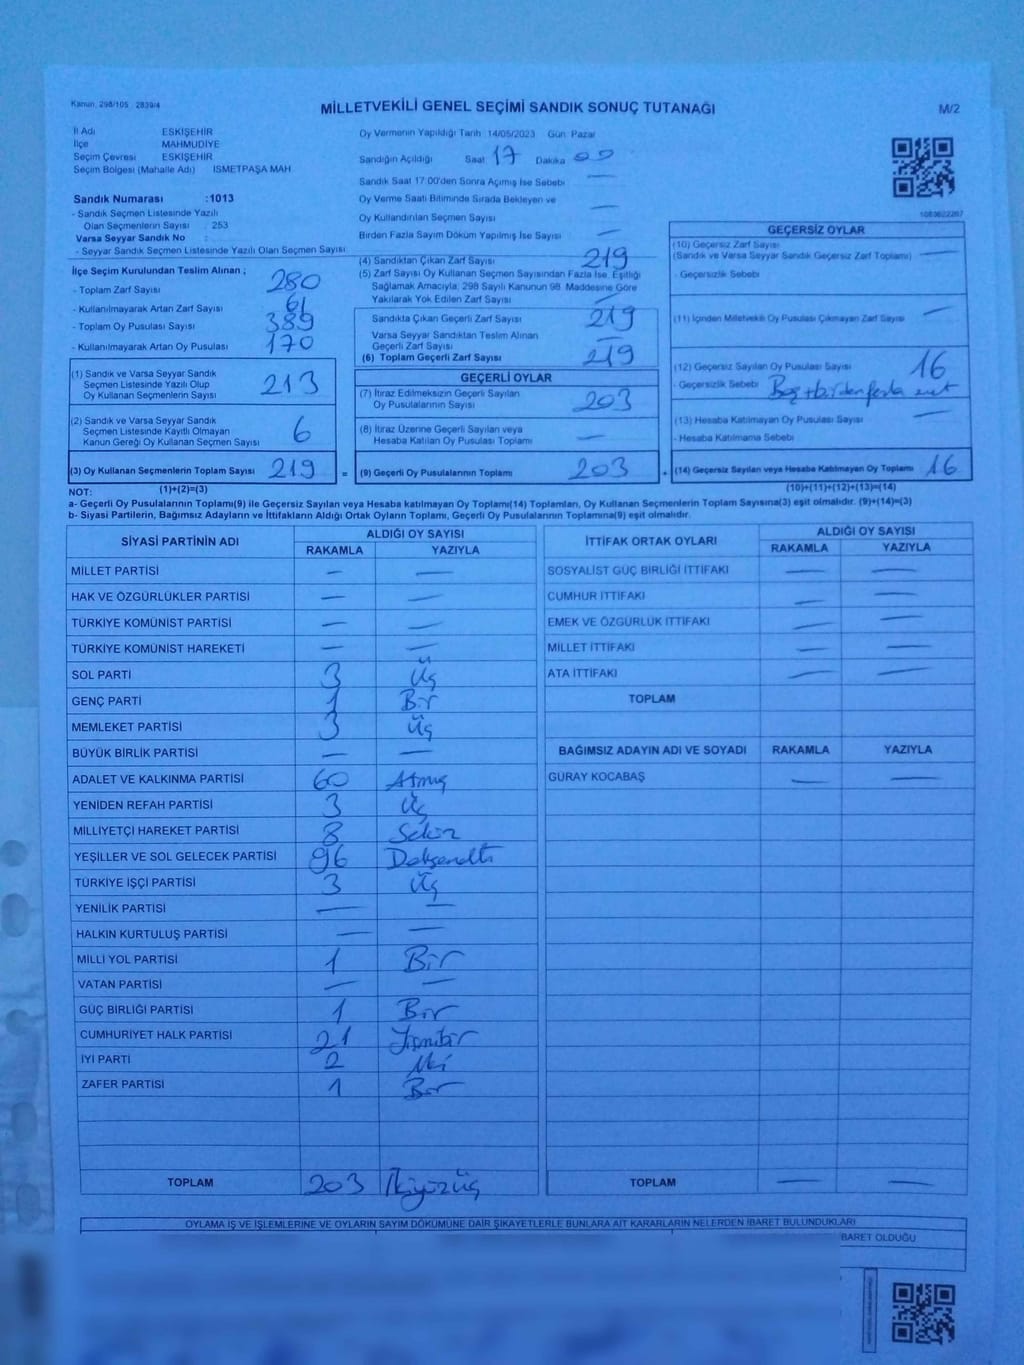 Kanun: 298/105 2839/4
MİLLETVEKİLİ GENEL SEÇİMİ SANDIK SONUÇ TUTANAĞI
M/2
İl Adı ESKİŞEHİR
İlçe MAHMUDİYE
Seçim Çevresi ESKİŞEHİR
Seçim Bölgesi (Mahalle Adı) İSMETPAŞA MAH
Sandık Numarası :1013
- Sandık Seçmen Listesinde Yazılı
Olan Seçmenlerin Sayısı : 253
Varsa Seyyar Sandık No :
- Seyyar Sandık Seçmen Listesinde Yazılı Olan Seçmen Sayısı
Oy Vermenin Yapıldığı Tarih 14/05/2023 Gün: Pazar
Sandığın Açıldığı Saat 17 Dakika 00
Sandık Saat 17.00'den Sonra Açmış İse Sebebi —
Oy Verme Saati Bitiminde Sırada Bekleyen ve
Oy Kullandırılan Seçmen Sayısı —
Birden Fazla Sayım Döküm Yapılmış İse Sayısı —
İlçe Seçim Kurulundan Teslim Alınan ;
- Toplam Zarf Sayısı 280
- Kullanılmayarak Artan Zarf Sayısı 61
- Toplam Oy Pusulası Sayısı 389
- Kullanılmayarak Artan Oy Pusulası 170
(1) Sandık ve Varsa Seyyar Sandık
Seçmen Listesinde Yazılı Olup
Oy Kullanan Seçmenlerin Sayısı 213
(2) Sandık ve Varsa Seyyar Sandık
Seçmen Listesinde Kayıtlı Olmayan
Kanun Gereği Oy Kullanan Seçmen Sayısı 6
(3) Oy Kullanan Seçmenlerin Toplam Sayısı 219 =
(1)+(2)=(3)
(4) Sandıktan Çıkan Zarf Sayısı 219
(5) Zarf Sayısı Oy Kullanan Seçmen Sayısından Fazla İse, Eşitliği
Sağlamak Amacıyla; 298 Sayılı Kanunun 98. Maddesine Göre
Yakılarak Yok Edilen Zarf Sayısı —
Sandıkta Çıkan Geçerli Zarf Sayısı 219
Varsa Seyyar Sandıktan Teslim Alınan
Geçerli Zarf Sayısı —
(6) Toplam Geçerli Zarf Sayısı 219
GEÇERLİ OYLAR
(7) İtiraz Edilmeksizin Geçerli Sayılan
Oy Pusulalarının Sayısı 203
(8) İtiraz Üzerine Geçerli Sayılan veya
Hesaba Katılan Oy Pusulası Toplamı —
(9) Geçerli Oy Pusulalarının Toplamı 203 +
GEÇERSİZ OYLAR
(10) Geçersiz Zarf Sayısı
(Sandık ve Varsa Seyyar Sandık Geçersiz Zarf Toplamı) —
- Geçersizlik Sebebi
(11) İçinden Milletvekili Oy Pusulası Çıkmayan Zarf Sayısı —
(12) Geçersiz Sayılan Oy Pusulası Sayısı 16
- Geçersizlik Sebebi Boş+birden fazla evet
(13) Hesaba Katılmayan Oy Pusulası Sayısı —
- Hesaba Katılmama Sebebi
(14) Geçersiz Sayılan veya Hesaba Katılmayan Oy Toplamı 16
(10)+(11)+(12)+(13)=(14)
NOT:
a- Geçerli Oy Pusulalarının Toplamı(9) ile Geçersiz Sayılan veya Hesaba katılmayan Oy Toplamı(14) Toplamları, Oy Kullanan Seçmenlerin Toplam Sayısına(3) eşit olmalıdır. (9)+(14)=(3)
b- Siyasi Partilerin, Bağımsız Adayların ve İttifakların Aldığı Ortak Oyların Toplamı, Geçerli Oy Pusulalarının Toplamına(9) eşit olmalıdır.
SİYASİ PARTİNİN ADI ALDIĞI OY SAYISI
RAKAMLA YAZIYLA
MİLLET PARTİSİ — —
HAK VE ÖZGÜRLÜKLER PARTİSİ — —
TÜRKİYE KOMÜNİST PARTİSİ — —
TÜRKİYE KOMÜNİST HAREKETİ — —
SOL PARTİ 3 Üç
GENÇ PARTİ 1 Bir
MEMLEKET PARTİSİ 3 Üç
BÜYÜK BİRLİK PARTİSİ — —
ADALET VE KALKINMA PARTİSİ 60 Atmış
YENİDEN REFAH PARTİSİ 3 Üç
MİLLİYETÇİ HAREKET PARTİSİ 8 Sekiz
YEŞİLLER VE SOL GELECEK PARTİSİ 96 Doksanaltı
TÜRKİYE İŞÇİ PARTİSİ 3 Üç
YENİLİK PARTİSİ — —
HALKIN KURTULUŞ PARTİSİ — —
MİLLİ YOL PARTİSİ 1 Bir
VATAN PARTİSİ — —
GÜÇ BİRLİĞİ PARTİSİ 1 Bir
CUMHURİYET HALK PARTİSİ 21 Yirmibir
İYİ PARTİ 2 İki
ZAFER PARTİSİ 1 Bir
TOPLAM 203 İkiyüzüç
İTTİFAK ORTAK OYLARI ALDIĞI OY SAYISI
RAKAMLA YAZIYLA
SOSYALİST GÜÇ BİRLİĞİ İTTİFAKI — —
CUMHUR İTTİFAKI — —
EMEK VE ÖZGÜRLÜK İTTİFAKI — —
MİLLET İTTİFAKI — —
ATA İTTİFAKI — —
TOPLAM
BAĞIMSIZ ADAYIN ADI VE SOYADI RAKAMLA YAZIYLA
GÜRAY KOCABAŞ — —
TOPLAM — —
OYLAMA İŞ VE İŞLEMLERİNE VE OYLARIN SAYIM DÖKÜMÜNE DAİR ŞİKAYETLERLE BUNLARA AİT KARARLARIN NELERDEN İBARET BULUNDUKLARI
BARET OLDUĞU